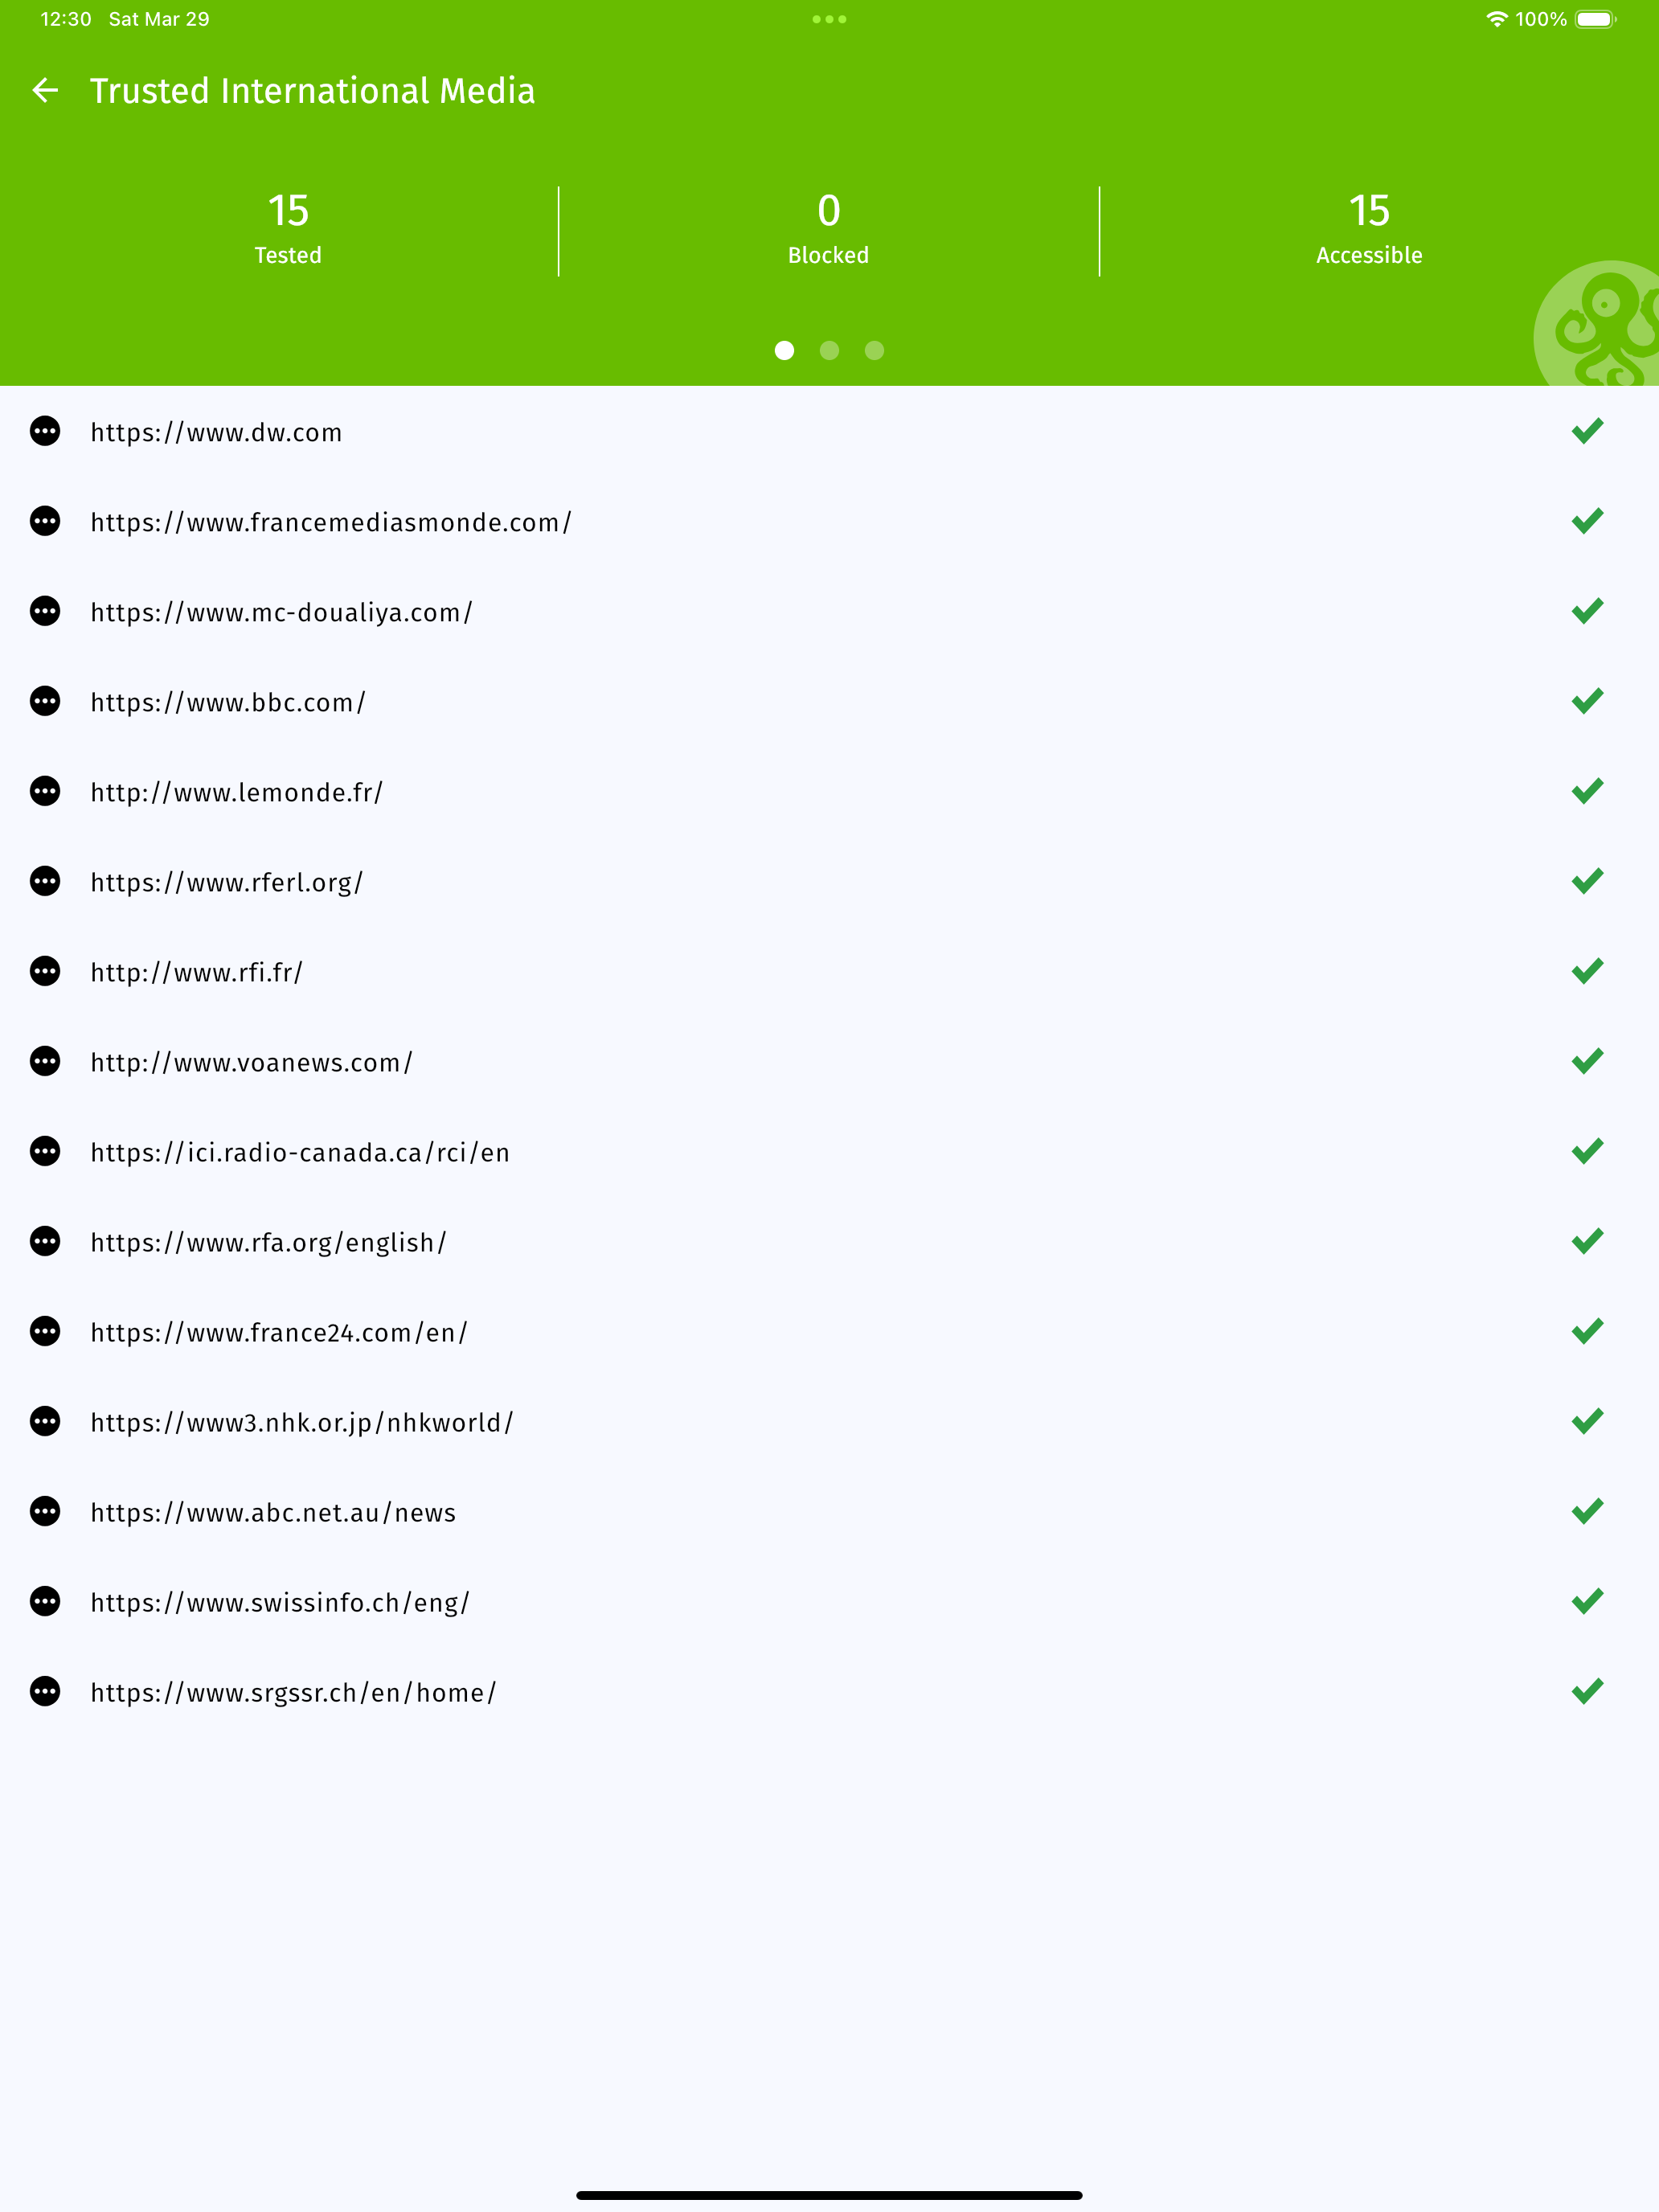 12:30 Sat Mar 29
100%
Trusted International Media
15
Tested
0
Blocked
15
Accessible
https://www.dw.com
https://www.francemediasmonde.com/
https://www.mc-doualiya.com/
https://www.bbc.com/
http://www.lemonde.fr/
https://www.rferl.org/
http://www.rfi.fr/
http://www.voanews.com/
https://ici.radio-canada.ca/rci/en
https://www.rfa.org/english/
https://www.france24.com/en/
https://www3.nhk.or.jp/nhkworld/
https://www.abc.net.au/news
https://www.swissinfo.ch/eng/
https://www.srgssr.ch/en/home/